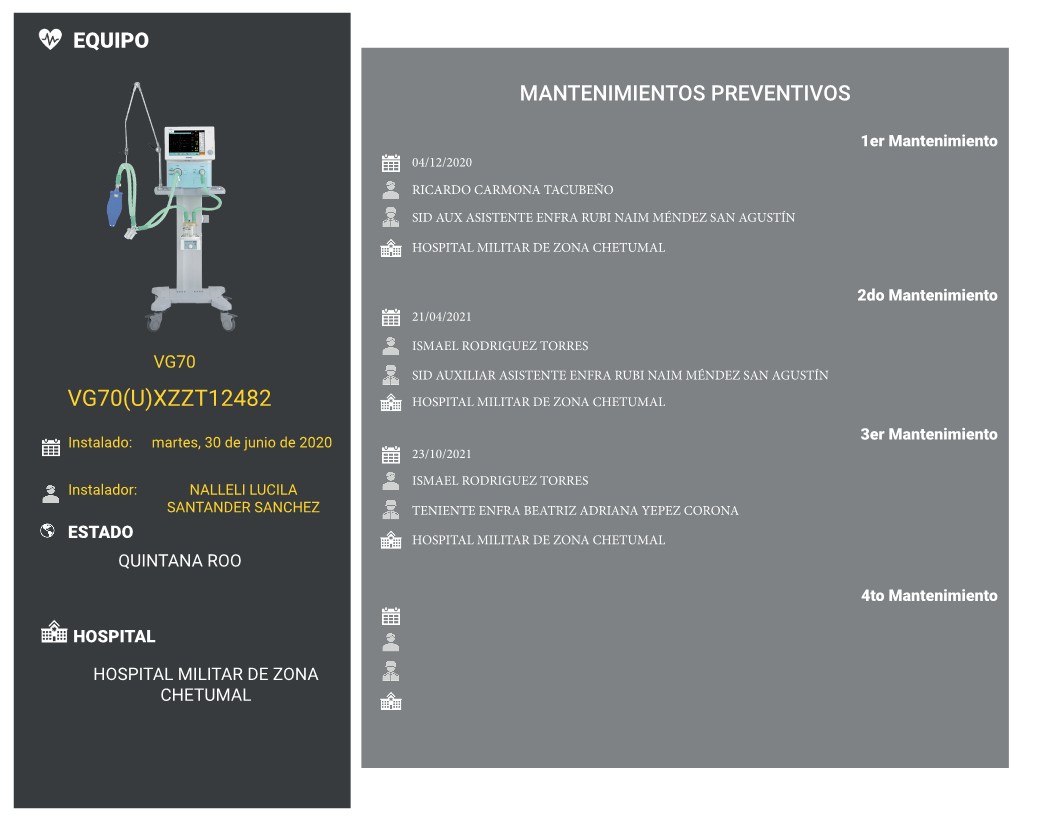 EQUIPO
VG70
VG70(U)XZZT12482
Instalado: martes, 30 de junio de 2020
Instalador: NALLELI LUCILA
SANTANDER SANCHEZ
ESTADO
QUINTANA ROO
HOSPITAL
HOSPITAL MILITAR DE ZONA
CHETUMAL
MANTENIMIENTOS PREVENTIVOS
1er Mantenimiento
04/12/2020
RICARDO CARMONA TACUBEÑO
SID AUX ASISTENTE ENFRA RUBI NAIM MÉNDEZ SAN AGUSTÍN
HOSPITAL MILITAR DE ZONA CHETUMAL
2do Mantenimiento
21/04/2021
ISMAEL RODRIGUEZ TORRES
SID AUXILIAR ASISTENTE ENFRA RUBI NAIM MÉNDEZ SAN AGUSTÍN
HOSPITAL MILITAR DE ZONA CHETUMAL
3er Mantenimiento
23/10/2021
ISMAEL RODRIGUEZ TORRES
TENIENTE ENFRA BEATRIZ ADRIANA YEPEZ CORONA
HOSPITAL MILITAR DE ZONA CHETUMAL
4to Mantenimiento